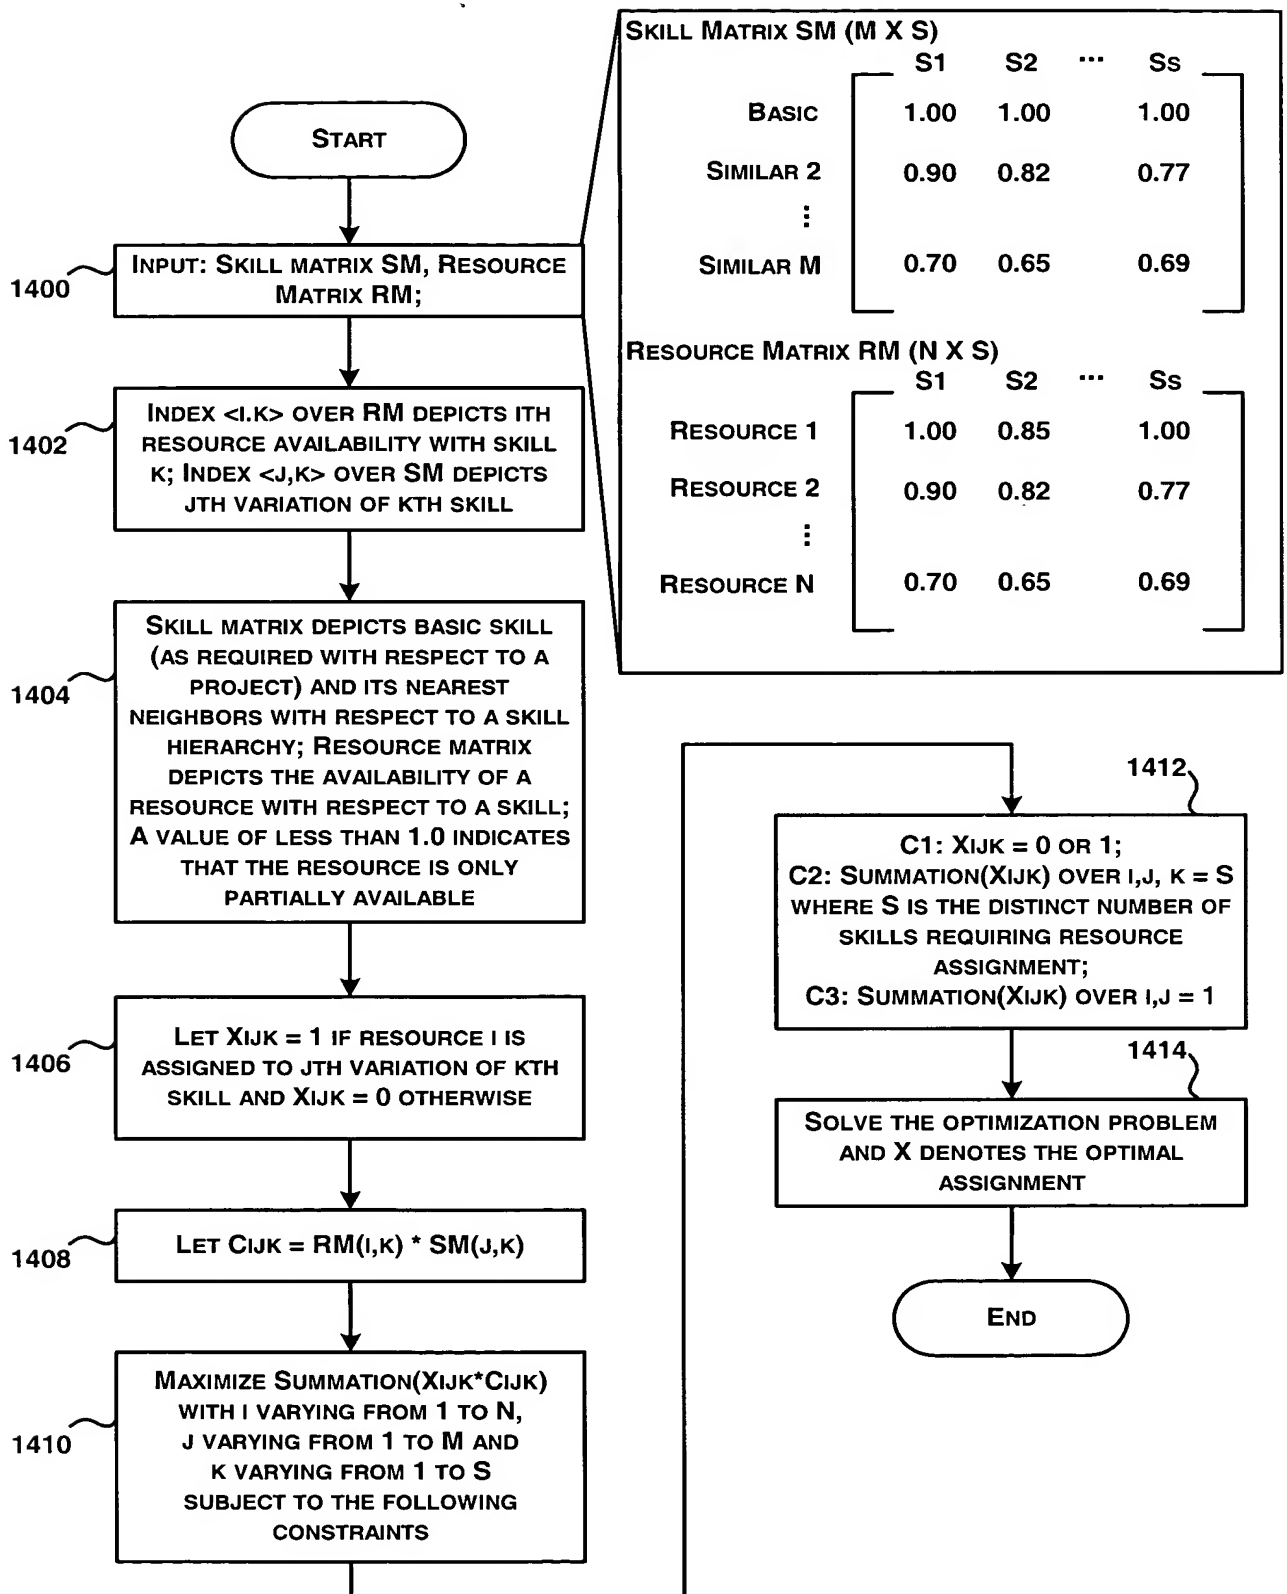 START
1400
INPUT: SKILL MATRIX SM, RESOURCE
MATRIX RM;
1402
INDEX <I.K> OVER RM DEPICTS ITH
RESOURCE AVAILABILITY WITH SKILL
K; INDEX <J,K> OVER SM DEPICTS
JTH VARIATION OF KTH SKILL
1404
SKILL MATRIX DEPICTS BASIC SKILL
(AS REQUIRED WITH RESPECT TO A
PROJECT) AND ITS NEAREST
NEIGHBORS WITH RESPECT TO A SKILL
HIERARCHY; RESOURCE MATRIX
DEPICTS THE AVAILABILITY OF A
RESOURCE WITH RESPECT TO A SKILL;
A VALUE OF LESS THAN 1.0 INDICATES
THAT THE RESOURCE IS ONLY
PARTIALLY AVAILABLE
1406
LET XIJK = 1 IF RESOURCE I IS
ASSIGNED TO JTH VARIATION OF KTH
SKILL AND XIJK = 0 OTHERWISE
1408
LET CIJK = RM(I,K) * SM(J,K)
1410
MAXIMIZE SUMMATION(XIJK*CIJK)
WITH I VARYING FROM 1 TO N,
J VARYING FROM 1 TO M AND
K VARYING FROM 1 TO S
SUBJECT TO THE FOLLOWING
CONSTRAINTS
SKILL MATRIX SM (M X S)
S1 S2 ... SS
BASIC 1.00 1.00 1.00
SIMILAR 2 0.90 0.82 0.77
⋮
SIMILAR M 0.70 0.65 0.69
RESOURCE MATRIX RM (N X S)
S1 S2 ... SS
RESOURCE 1 1.00 0.85 1.00
RESOURCE 2 0.90 0.82 0.77
⋮
RESOURCE N 0.70 0.65 0.69
1412
C1: XIJK = 0 OR 1;
C2: SUMMATION(XIJK) OVER I,J, K = S
WHERE S IS THE DISTINCT NUMBER OF
SKILLS REQUIRING RESOURCE
ASSIGNMENT;
C3: SUMMATION(XIJK) OVER I,J = 1
1414
SOLVE THE OPTIMIZATION PROBLEM
AND X DENOTES THE OPTIMAL
ASSIGNMENT
END